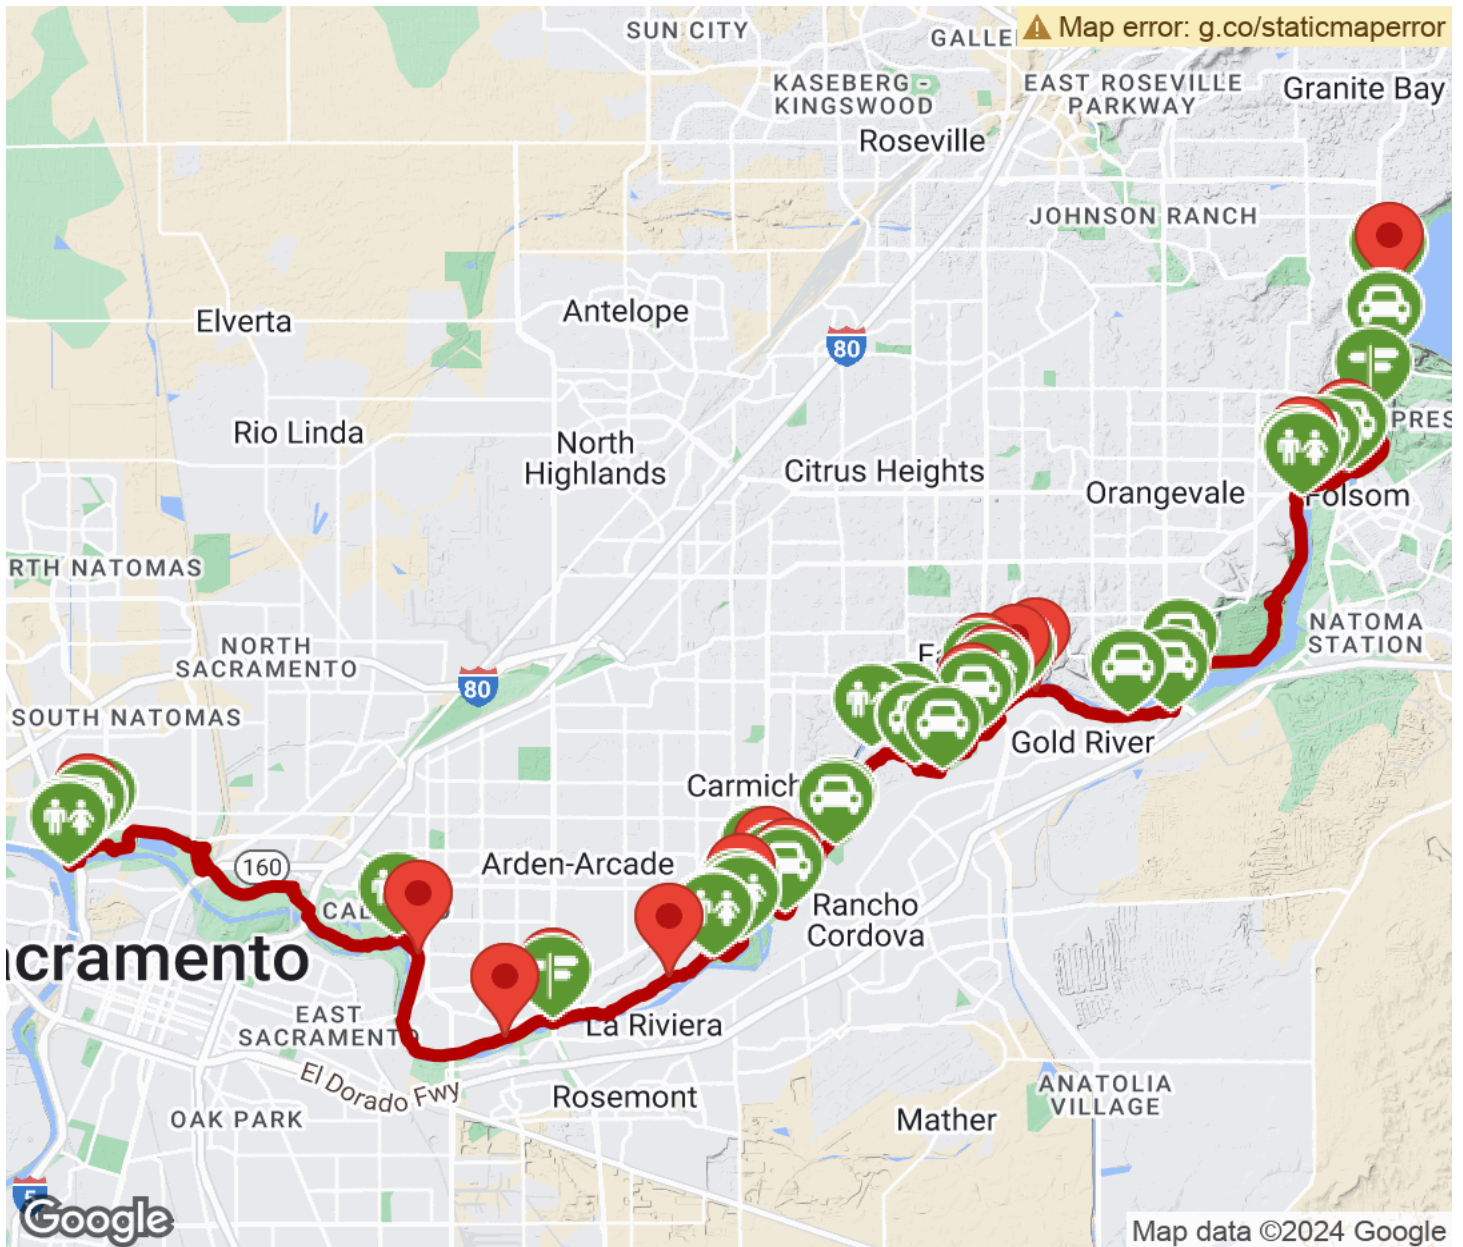 SUN CITY
GALLE
Map error: g.co/staticmaperror
KASEBERG -
KINGSWOOD
EAST ROSEVILLE
PARKWAY
Granite Bay
Roseville
JOHNSON RANCH
Elverta
Antelope
80
Rio Linda
North
Highlands
Citrus Heights
PRES
Orangevale
Folsom
RTH NATOMAS
NORTH
SACRAMENTO
80
NATOMA
STATION
Fa
SOUTH NATOMAS
Gold River
Carmich
160
Arden-Arcade
CAL
O
Rancho
Cordova
acramento
EAST
SACRAMENTO
La Riviera
El Dorado Fwy
Rosemont
ANATOLIA
VILLAGE
OAK PARK
Mather
5
Google
Map data ©2024 Google